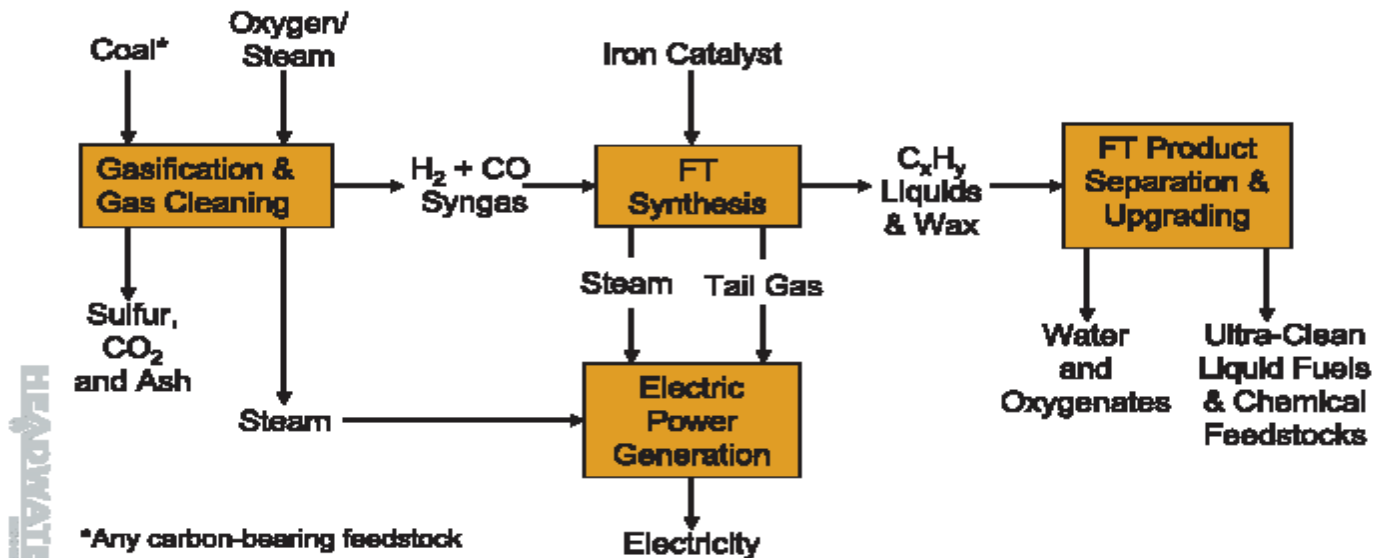 Coal*
Oxygen/
Steam
Iron Catalyst
Gasification &
Gas Cleaning
H₂ + CO
Syngas
FT
Synthesis
CₓHᵧ
Liquids
& Wax
FT Product
Separation &
Upgrading
Sulfur,
CO₂
and Ash
Steam
Steam
Tail Gas
Electric
Power
Generation
Water
and
Oxygenates
Ultra-Clean
Liquid Fuels
& Chemical
Feedstocks
*Any carbon-bearing feedstock
Electricity